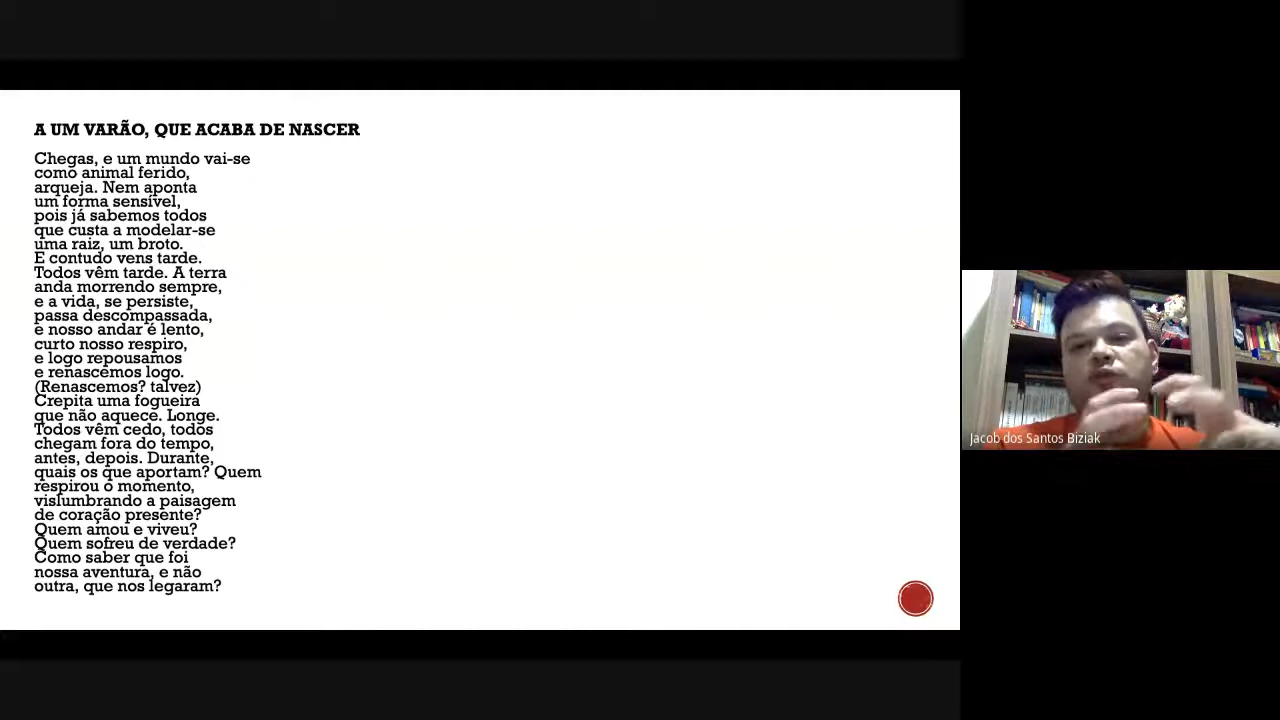 A UM VARÃO, QUE ACABA DE NASCER
Chegas, e um mundo vai-se
como animal ferido,
arqueja. Nem aponta
um forma sensível,
pois já sabemos todos
que custa a modelar-se
uma raiz, um broto.
E contudo vens tarde.
Todos vêm tarde. A terra
anda morrendo sempre,
e a vida, se persiste,
passa descompassada,
e nosso andar é lento,
curto nosso respiro,
e logo repousamos
e renascemos logo.
(Renascemos? talvez)
Crepita uma fogueira
que não aquece. Longe.
Todos vêm cedo, todos
chegam fora do tempo,
antes, depois. Durante,
quais os que aportam? Quem
respirou o momento,
vislumbrando a paisagem
de coração presente?
Quem amou e viveu?
Quem sofreu de verdade?
Como saber que foi
nossa aventura, e não
outra, que nos legaram?
Jacob dos Santos Biziak